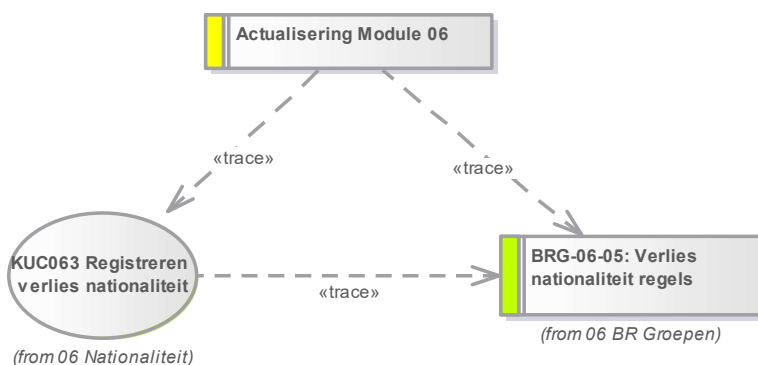 Actualisering Module 06
«trace»
«trace»
KUC063 Registreren
verlies nationaliteit
BRG-06-05: Verlies
nationaliteit regels
«trace»
(from 06 Nationaliteit)
(from 06 BR Groepen)